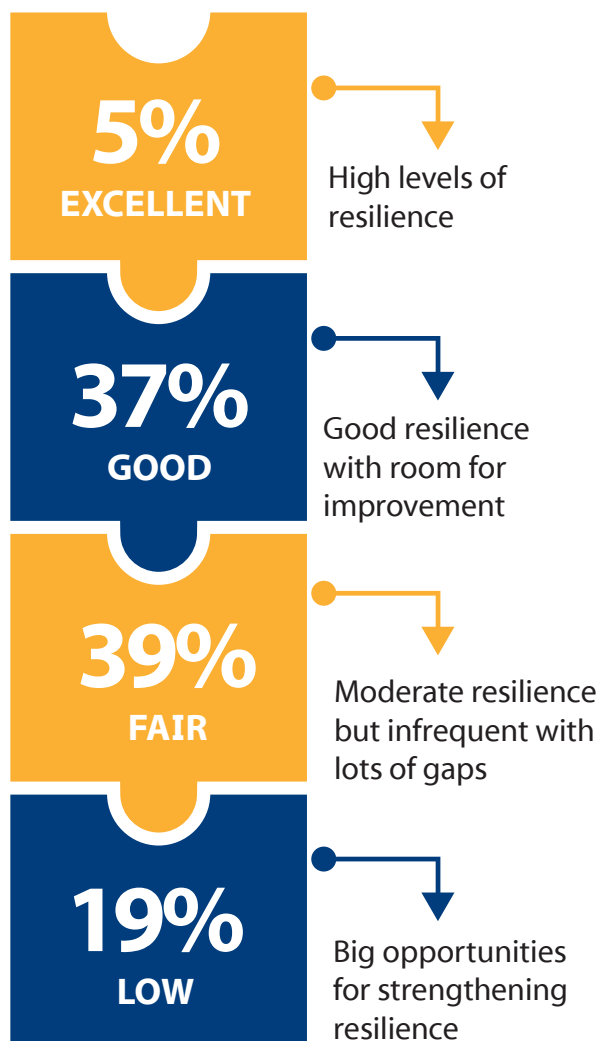 5%
EXCELLENT
High levels of
resilience
37%
GOOD
Good resilience
with room for
improvement
39%
FAIR
Moderate resilience
but infrequent with
lots of gaps
19%
LOW
Big opportunities
for strengthening
resilience